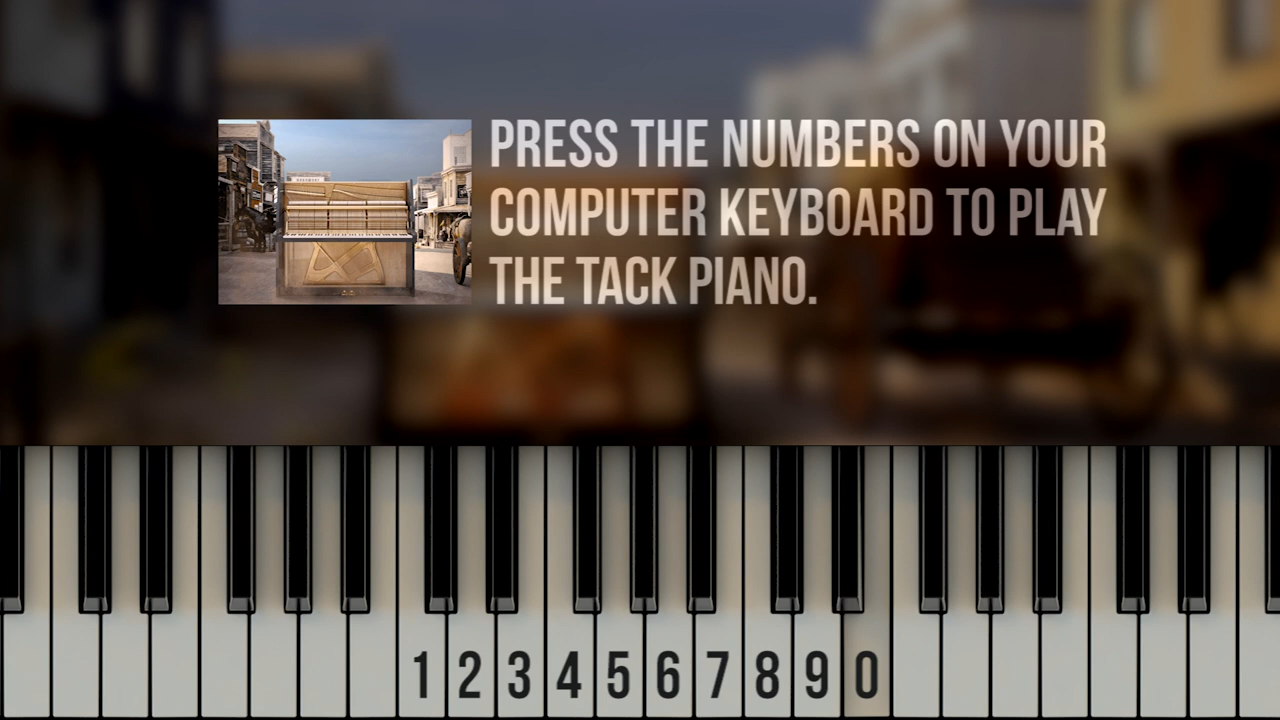 PRESS THE NUMBERS ON YOUR
COMPUTER KEYBOARD TO PLAY
THE TACK PIANO.
1 2 3 4 5 6 7 8 9 0